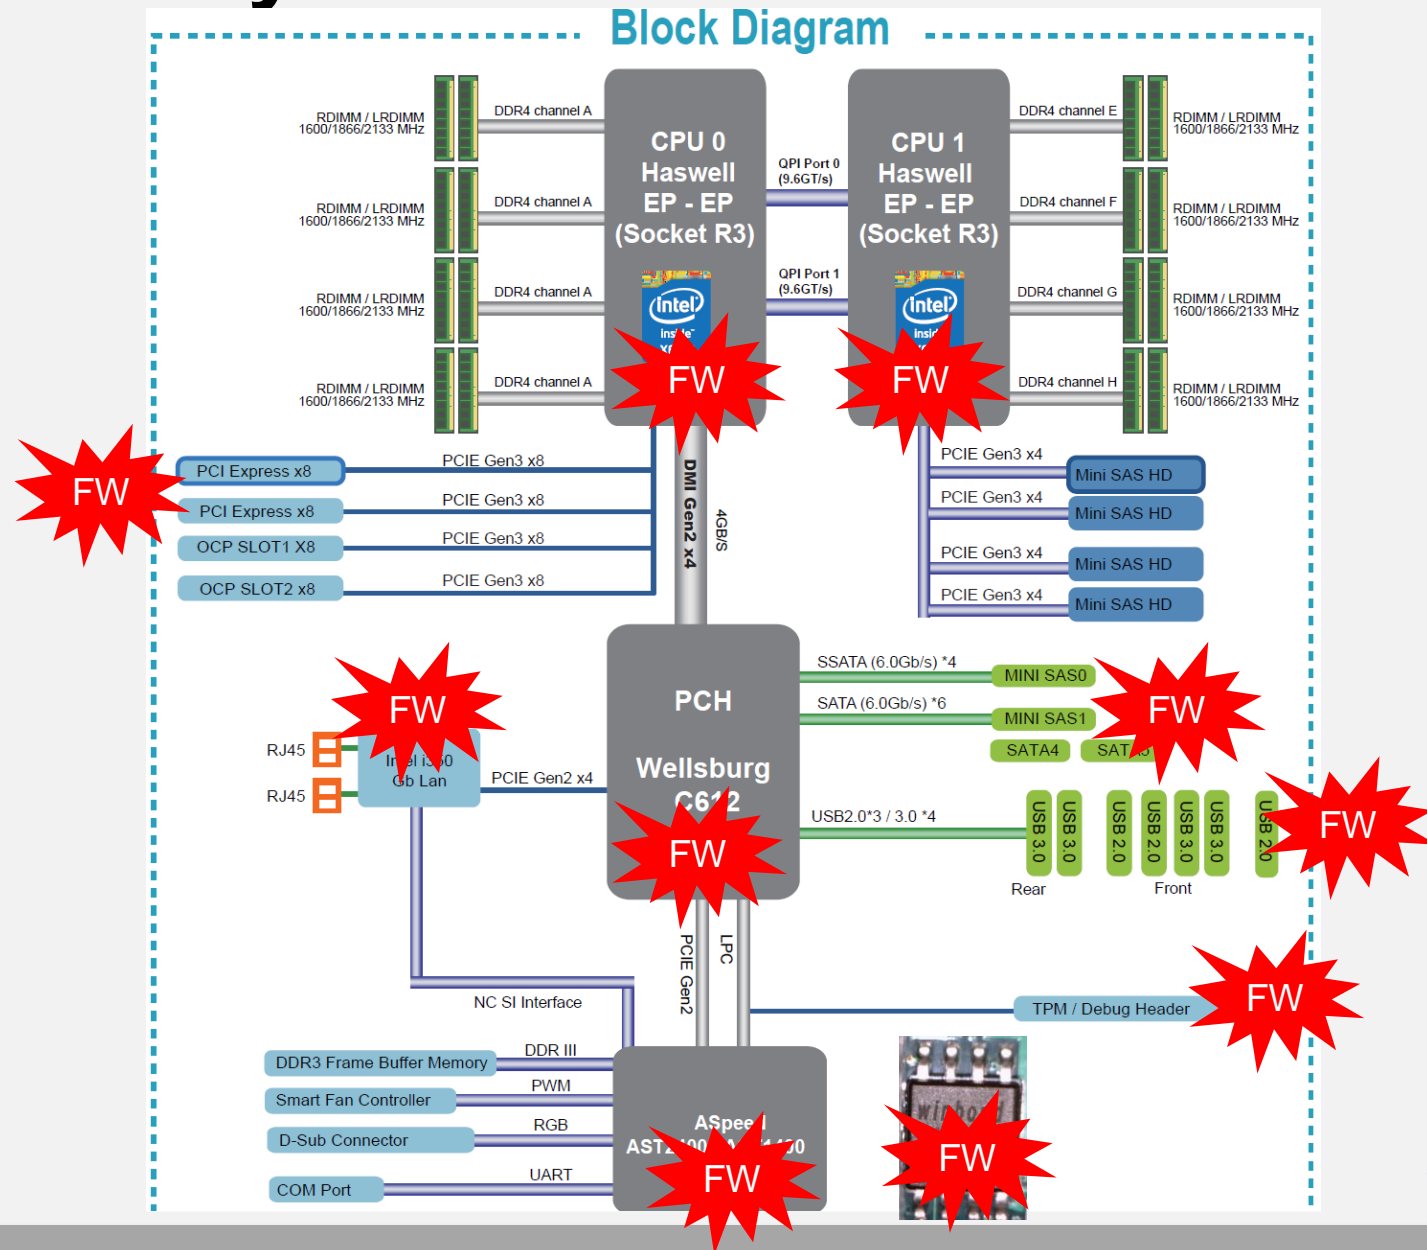 Block Diagram
RDIMM / LRDIMM
1600/1866/2133 MHz
DDR4 channel A
RDIMM / LRDIMM
1600/1866/2133 MHz
DDR4 channel A
RDIMM / LRDIMM
1600/1866/2133 MHz
DDR4 channel A
RDIMM / LRDIMM
1600/1866/2133 MHz
DDR4 channel A
CPU 0
Haswell
EP - EP
(Socket R3)
intel
inside
FW
QPI Port 0
(9.6GT/s)
QPI Port 1
(9.6GT/s)
CPU 1
Haswell
EP - EP
(Socket R3)
intel
FW
DDR4 channel E
RDIMM / LRDIMM
1600/1866/2133 MHz
DDR4 channel F
RDIMM / LRDIMM
1600/1866/2133 MHz
DDR4 channel G
RDIMM / LRDIMM
1600/1866/2133 MHz
DDR4 channel H
RDIMM / LRDIMM
1600/1866/2133 MHz
FW
PCI Express x8
PCIE Gen3 x8
PCI Express x8
PCIE Gen3 x8
OCP SLOT1 X8
PCIE Gen3 x8
OCP SLOT2 x8
PCIE Gen3 x8
DMI Gen2 x4
4GB/S
PCIE Gen3 x4
Mini SAS HD
PCIE Gen3 x4
Mini SAS HD
PCIE Gen3 x4
Mini SAS HD
PCIE Gen3 x4
Mini SAS HD
FW
RJ45
RJ45
Gb Lan
PCIE Gen2 x4
PCH
Wellsburg
C612
FW
SSATA (6.0Gb/s) *4
MINI SAS0
SATA (6.0Gb/s) *6
MINI SAS1
SATA4
FW
USB2.0*3 / 3.0 *4
USB 3.0
USB 3.0
USB 2.0
USB 2.0
USB 3.0
USB 3.0
USB 2.0
FW
Rear
Front
PCIE Gen2
LPC
NC SI Interface
TPM / Debug Header
FW
DDR3 Frame Buffer Memory
DDR III
Smart Fan Controller
PWM
D-Sub Connector
RGB
COM Port
UART
ASpeed
FW
winbond
FW